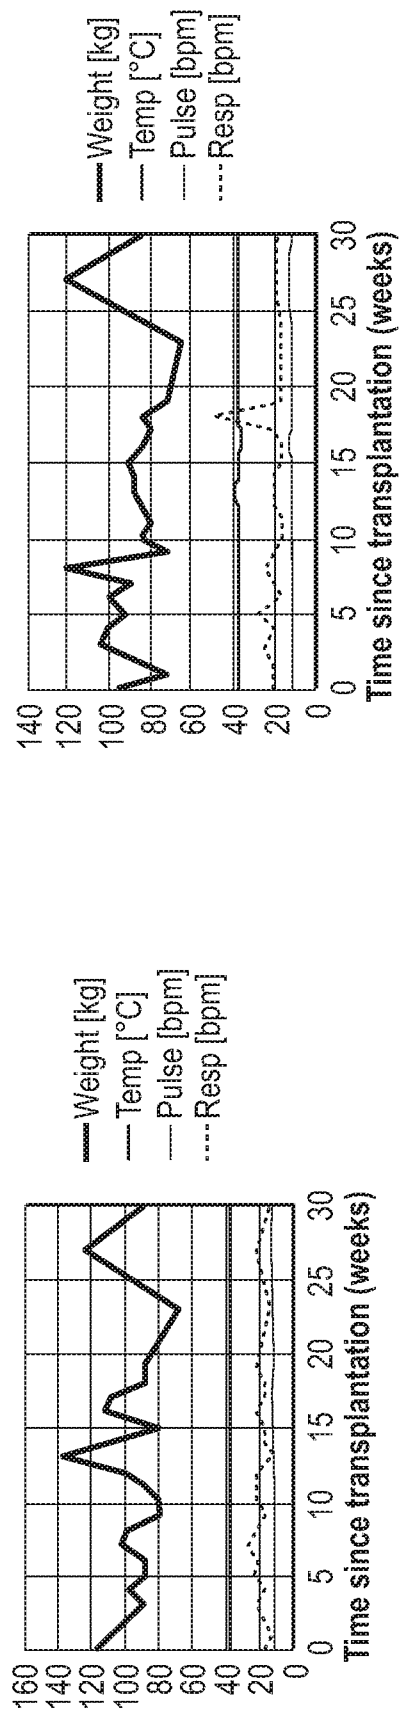 160
140
120
100
80
60
40
20
0
0 5 10 15 20 25 30
Time since transplantation (weeks)
Weight [kg]
Temp [°C]
Pulse [bpm]
Resp [bpm]
140
120
100
80
60
40
20
0
0 5 10 15 20 25 30
Time since transplantation (weeks)
Weight [kg]
Temp [°C]
Pulse [bpm]
Resp [bpm]